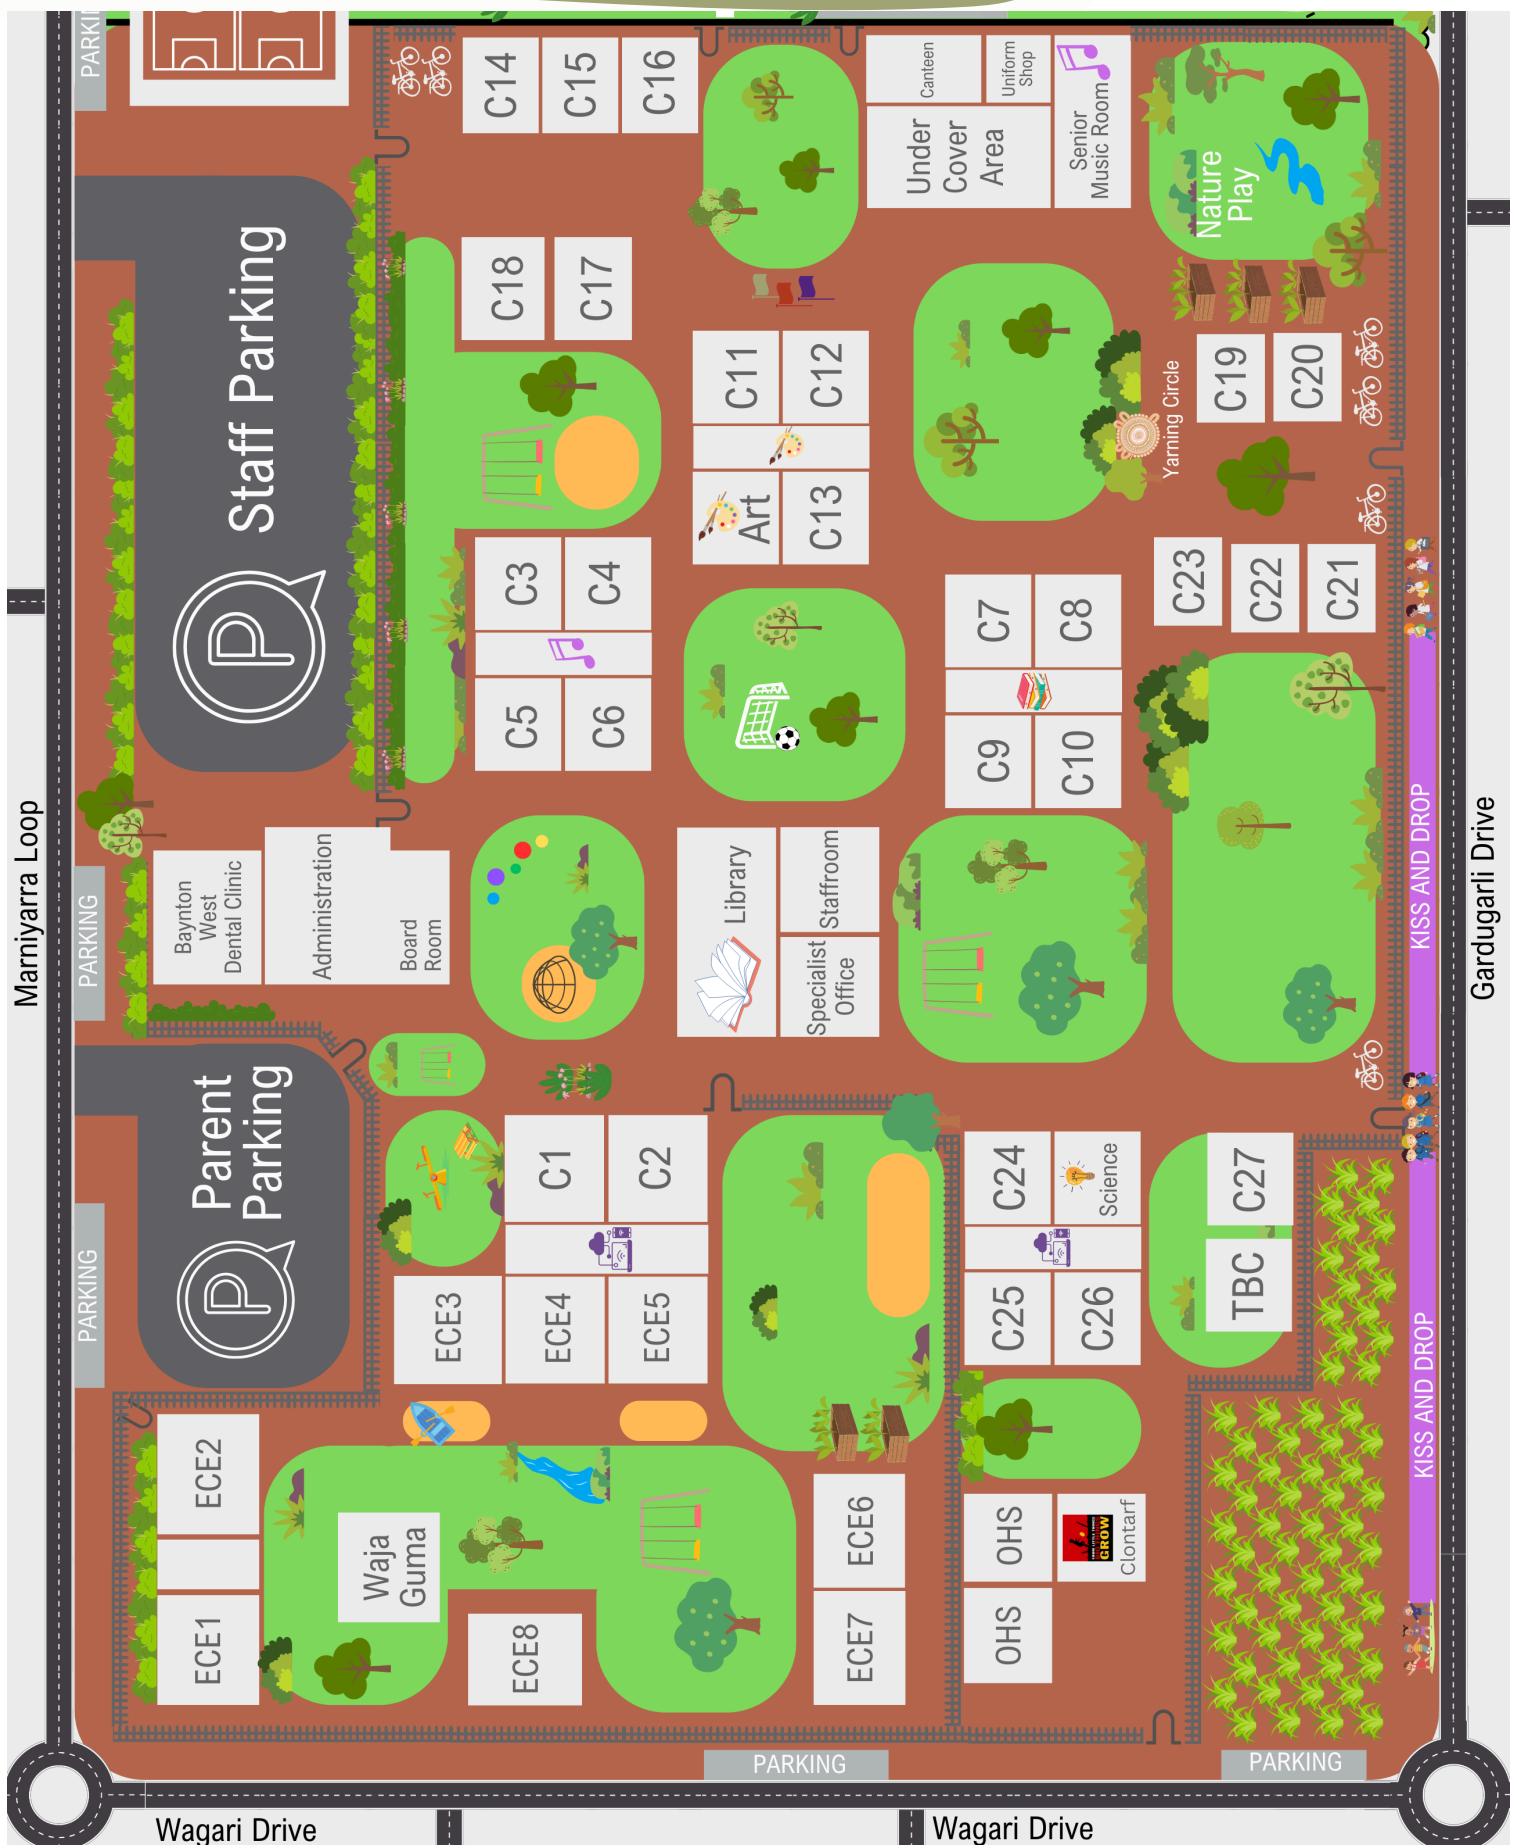 PARKIN
C14
C15
C16
Canteen
Uniform
Shop
Under
Cover
Area
Senior
Music Room
Nature
Play
Staff Parking
P
C18
C17
C11
C12
Art
C13
Yarning Circle
C19
C20
C3
C4
C5
C6
C7
C8
C9
C10
C23
C22
C21
Marniyarra Loop
PARKING
Baynton
West
Dental Clinic
Administration
Board
Room
Library
Staffroom
Specialist
Office
KISS AND DROP
Gardugarli Drive
Parent
Parking
P
PARKING
C1
C2
ECE3
ECE4
ECE5
C24
Science
C25
C26
C27
TBC
KISS AND DROP
ECE2
ECE1
Waja
Guma
ECE8
ECE6
ECE7
OHS
OHS
GROW
Clontarf
PARKING
PARKING
Wagari Drive
Wagari Drive